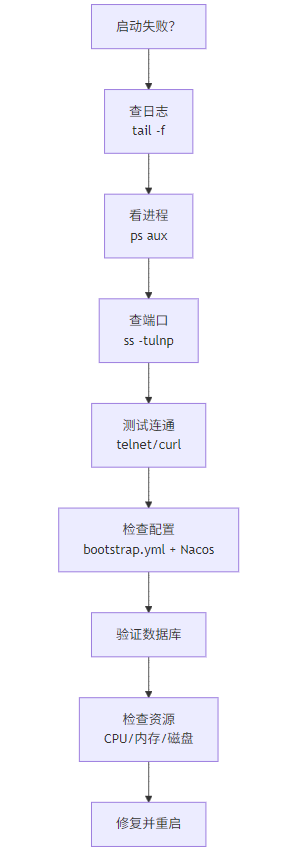 启动失败？
查日志
tail -f
看进程
ps aux
查端口
ss -tulnp
测试连通
telnet/curl
检查配置
bootstrap.yml + Nacos
验证数据库
检查资源
CPU/内存/磁盘
修复并重启